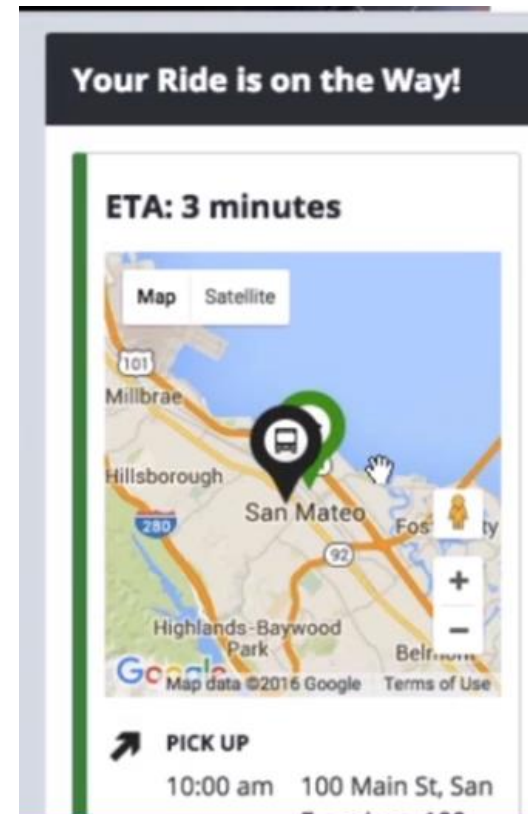 Your Ride is on the Way!
ETA: 3 minutes
Map Satellite
101
Millbrae
Hillsborough
San Mateo
280
92
Highlands-Baywood
Park
Google
Map data ©2016 Google Terms of Use
PICK UP
10:00 am 100 Main St, San